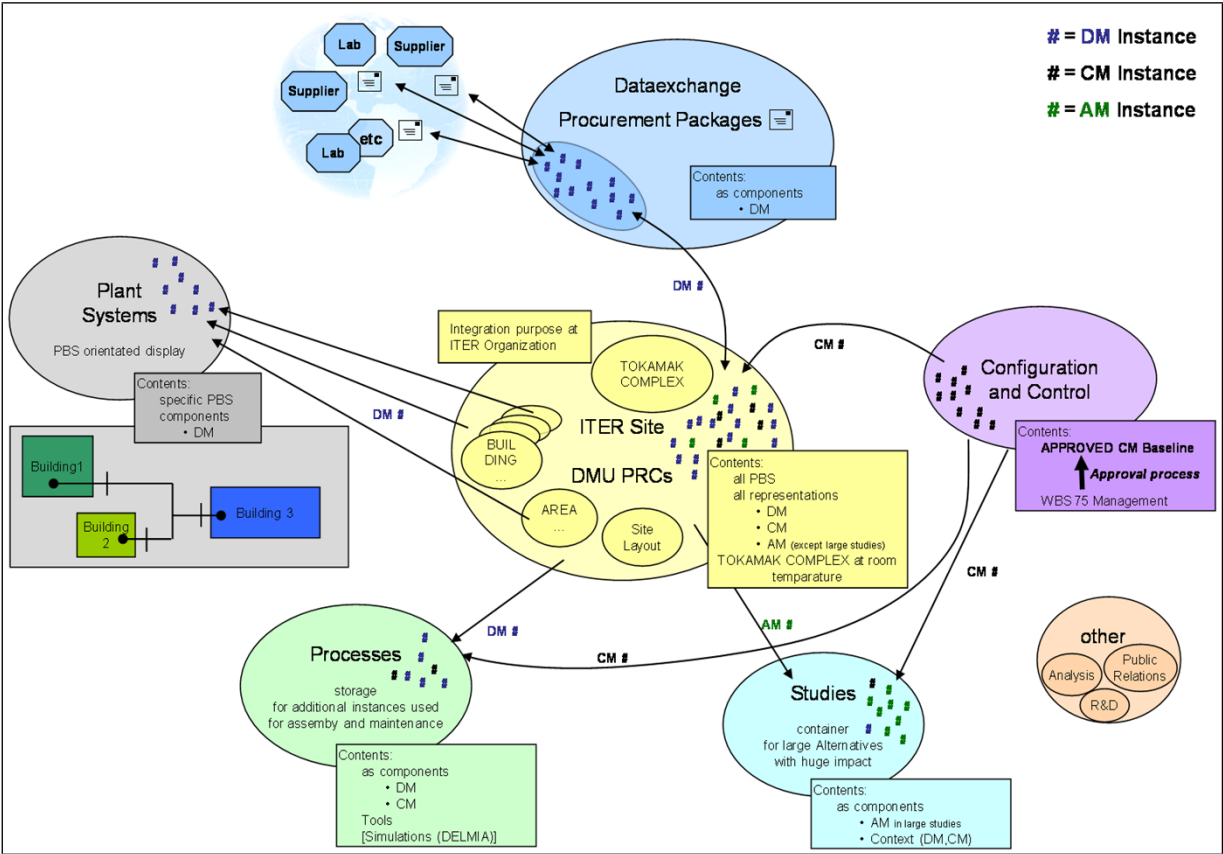 # = DM Instance
# = CM Instance
# = AM Instance
Lab
Supplier
Supplier
etc
Lab
Dataexchange
Procurement Packages
Contents:
as components
• DM
DM #
Plant
Systems
PBS orientated display
Contents:
specific PBS
components
• DM
DM #
Building1
Building
2
Building 3
Integration purpose at
ITER Organization
TOKAMAK
COMPLEX
ITER Site
BUIL
DING
...
DMU PRCs
AREA
...
Site
Layout
Contents:
all PBS
all representations
• DM
• CM
• AM (except large studies)
TOKAMAK COMPLEX at room
temparature
CM #
Configuration
and Control
Contents:
APPROVED CM Baseline
Approval process
WBS 75 Management
CM #
DM #
CM #
AM #
Processes
storage
for additional instances used
for assemby and maintenance
Contents:
as components
• DM
• CM
Tools
[Simulations (DELMIA)]
Studies
container
for large Alternatives
with huge impact
Contents:
as components
• AM in large studies
• Context (DM,CM)
other
Analysis
Public
Relations
R&D